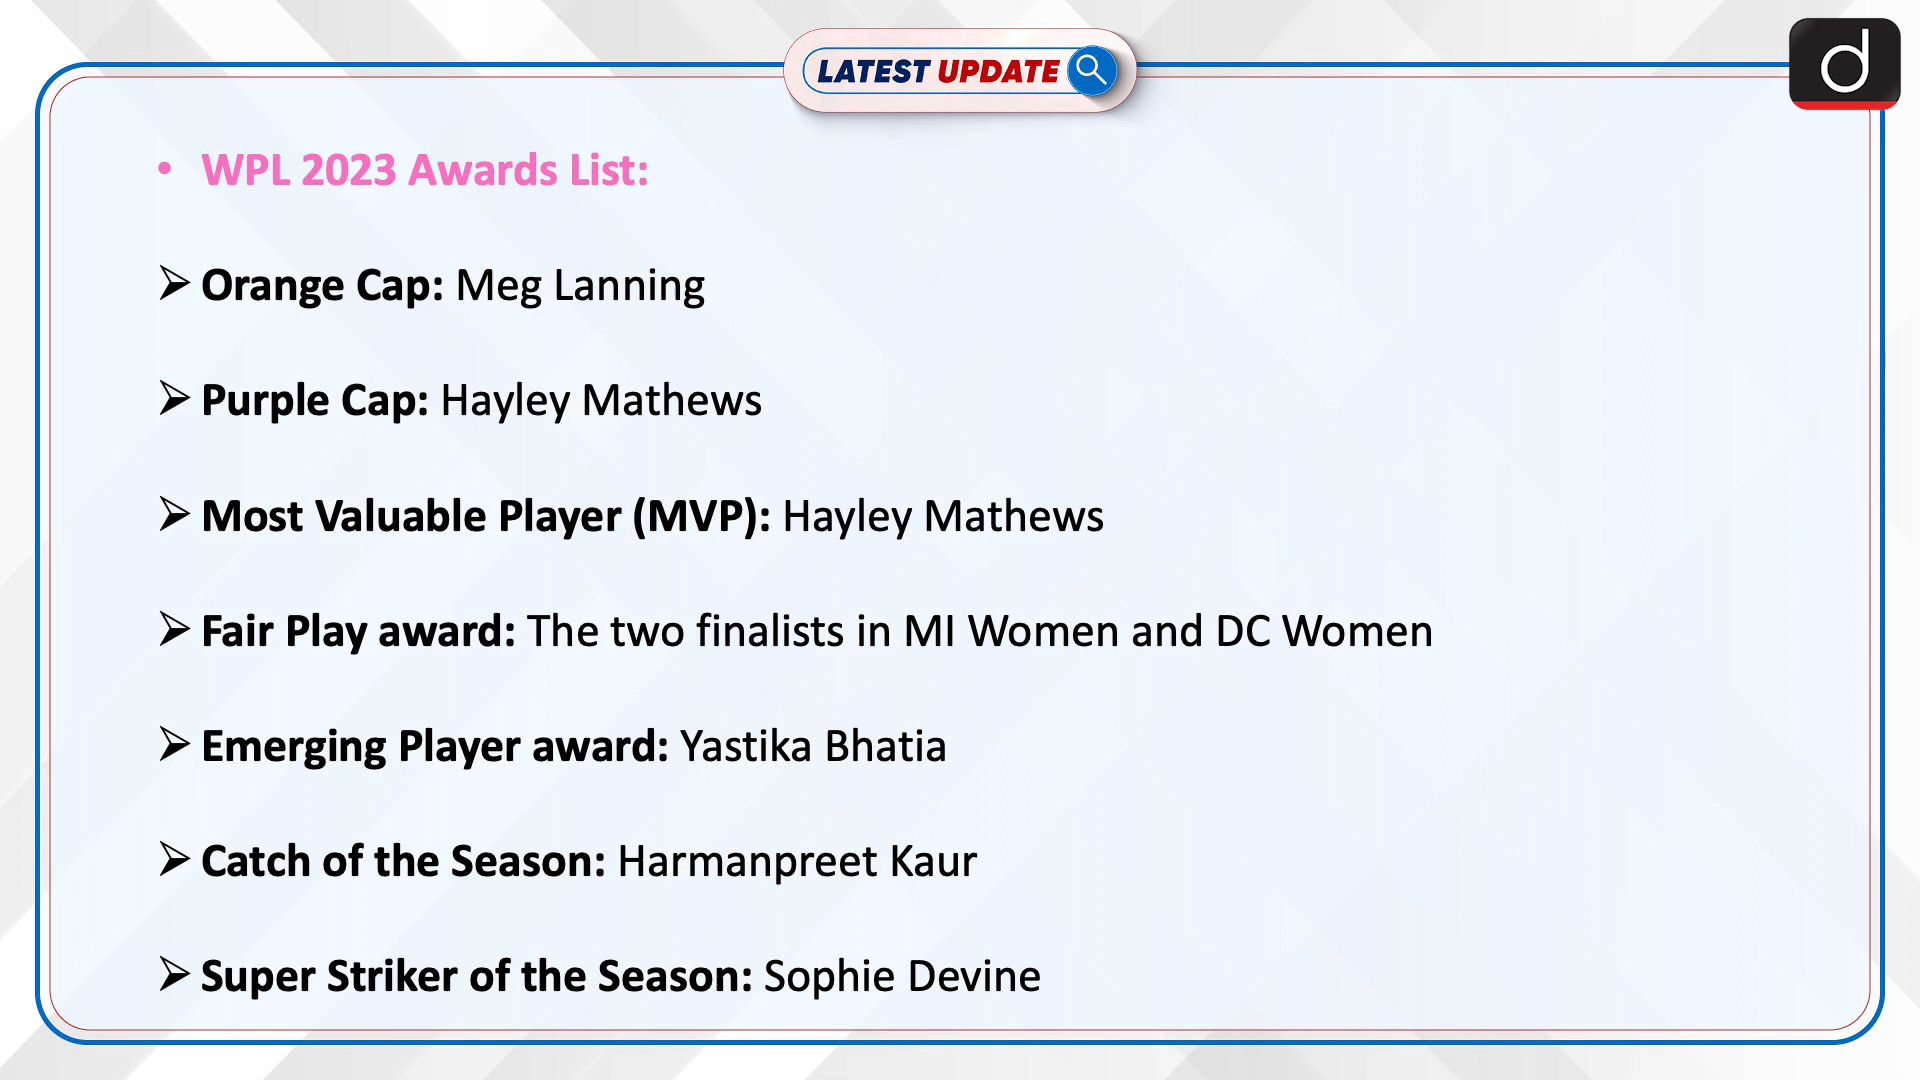 LATEST UPDATE
d
• WPL 2023 Awards List:
➢ Orange Cap: Meg Lanning
➢ Purple Cap: Hayley Mathews
➢ Most Valuable Player (MVP): Hayley Mathews
➢ Fair Play award: The two finalists in MI Women and DC Women
➢ Emerging Player award: Yastika Bhatia
➢ Catch of the Season: Harmanpreet Kaur
➢ Super Striker of the Season: Sophie Devine